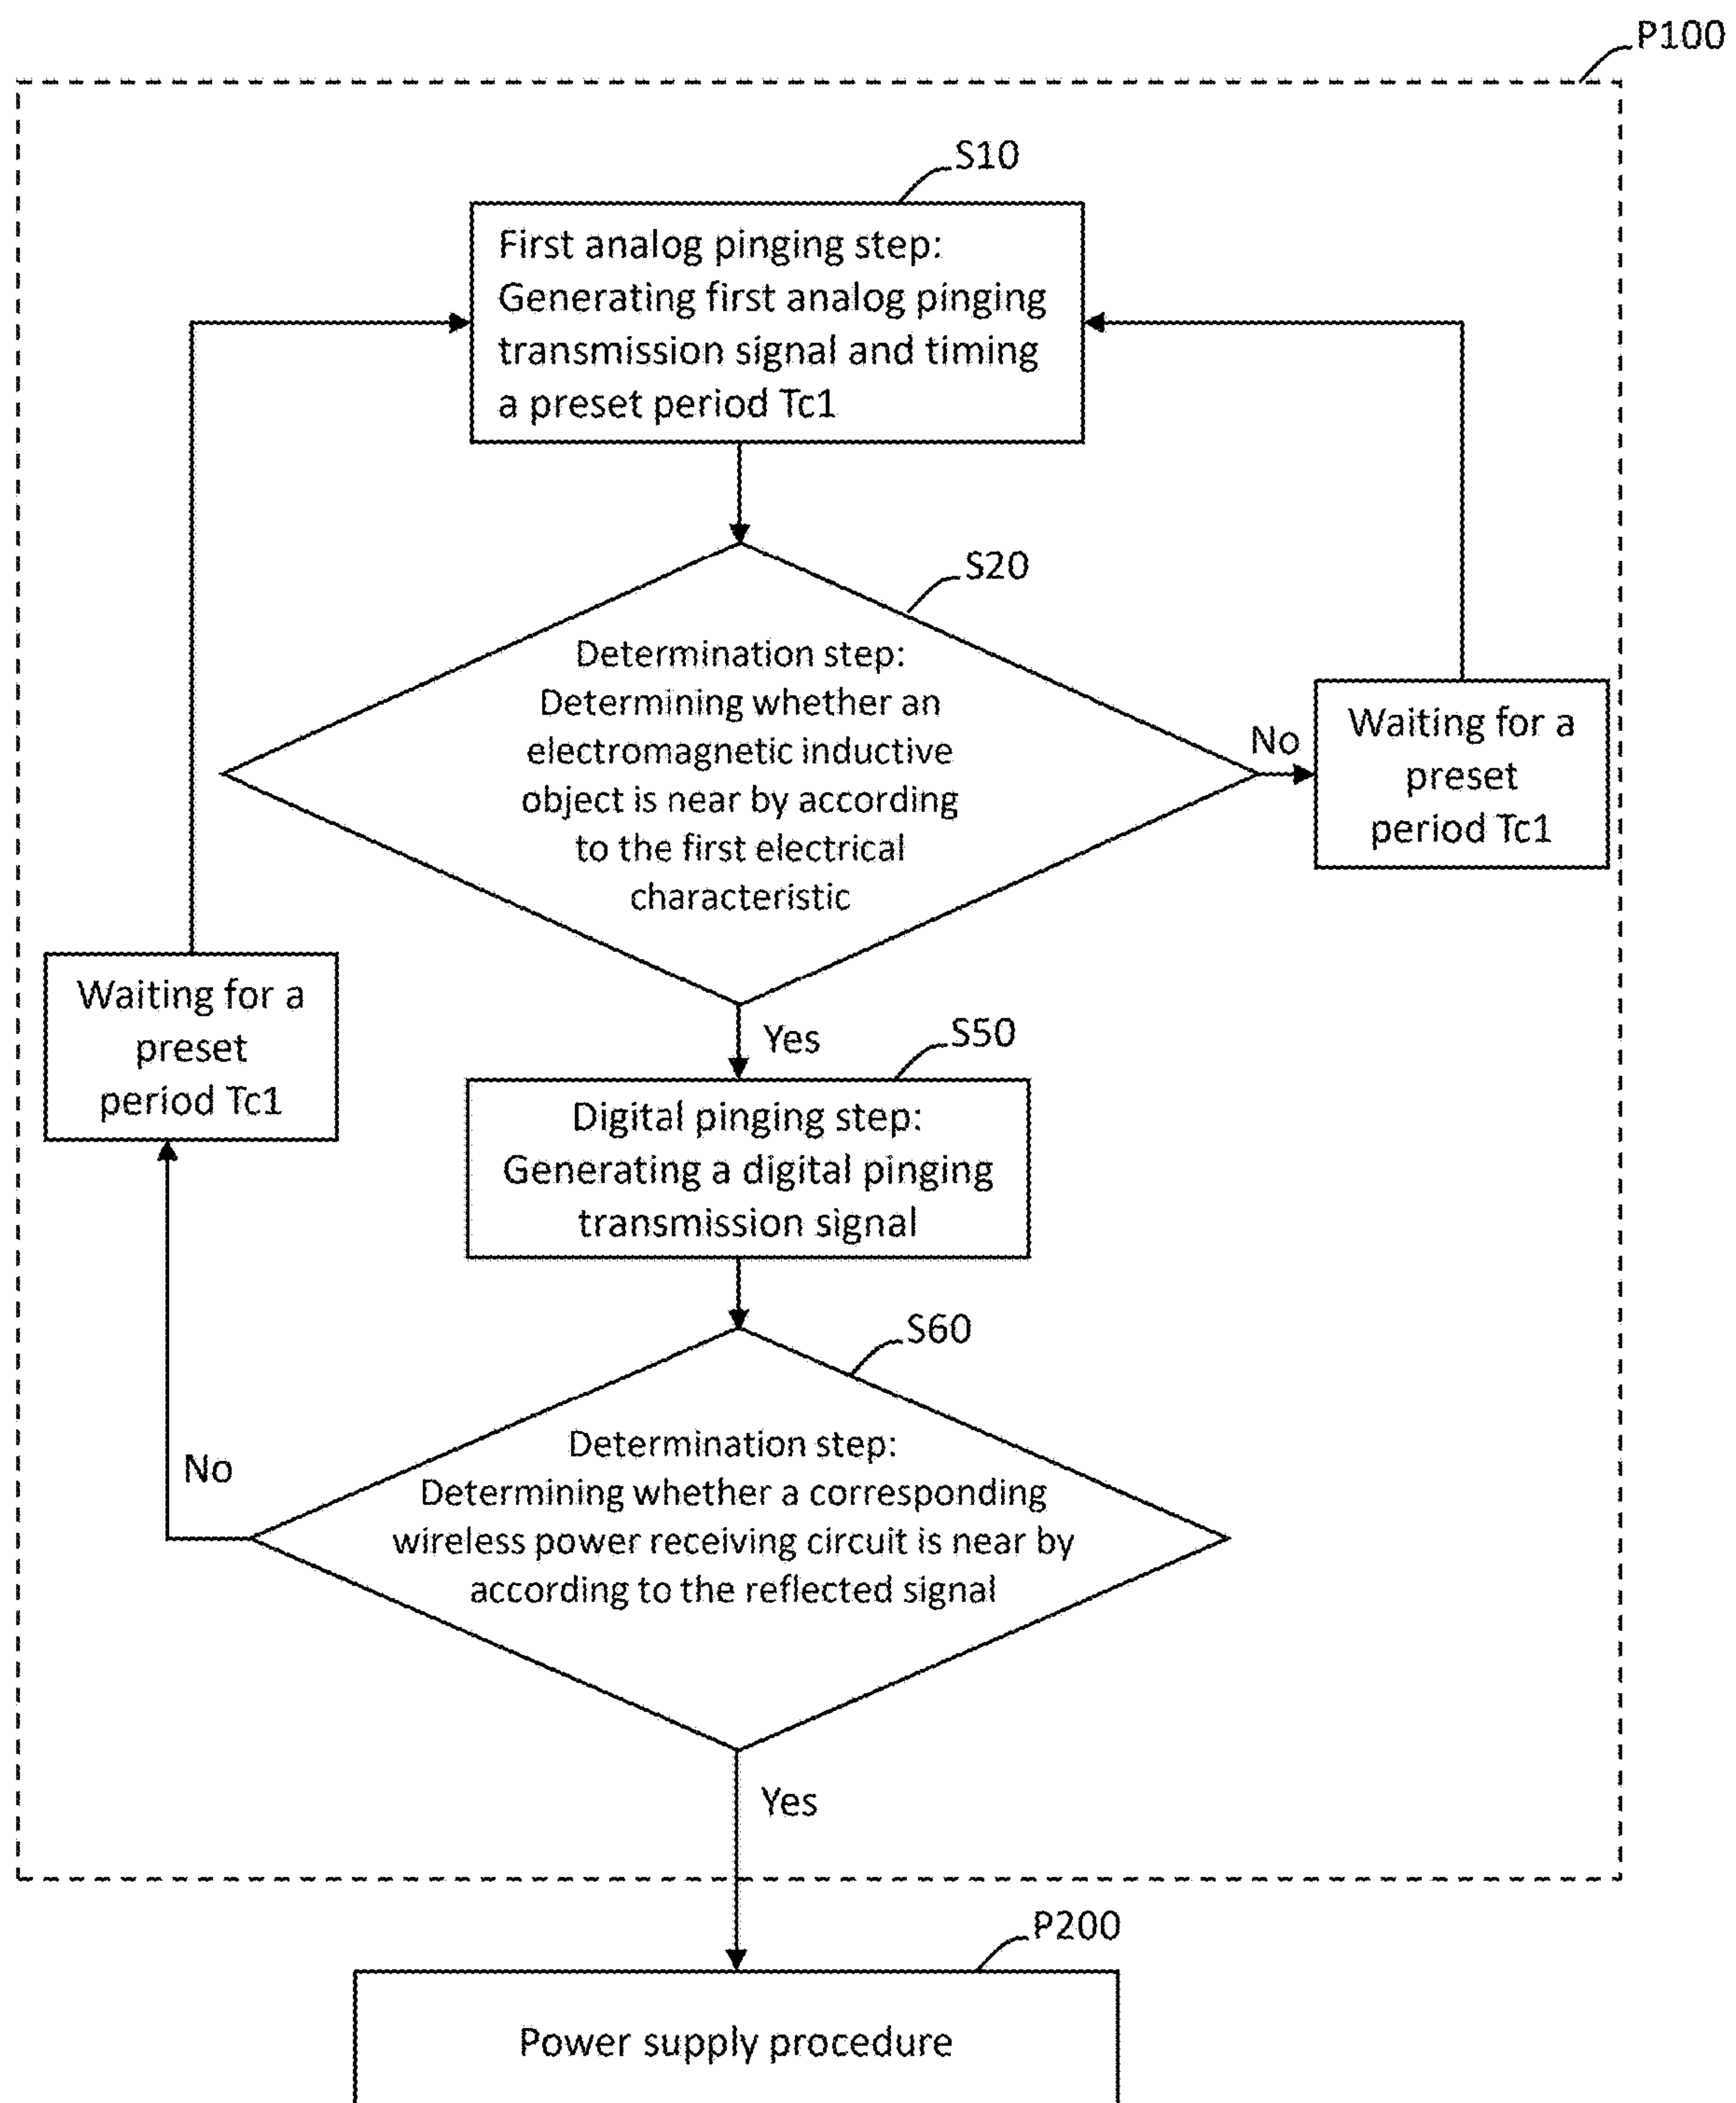 P100
S10
First analog pinging step:
Generating first analog pinging
transmission signal and timing
a preset period Tc1
S20
Determination step:
Determining whether an
electromagnetic inductive
object is near by according
to the first electrical
characteristic
No
Waiting for a
preset
period Tc1
Waiting for a
preset
period Tc1
Yes
S50
Digital pinging step:
Generating a digital pinging
transmission signal
S60
Determination step:
Determining whether a corresponding
wireless power receiving circuit is near by
according to the reflected signal
No
Yes
P200
Power supply procedure